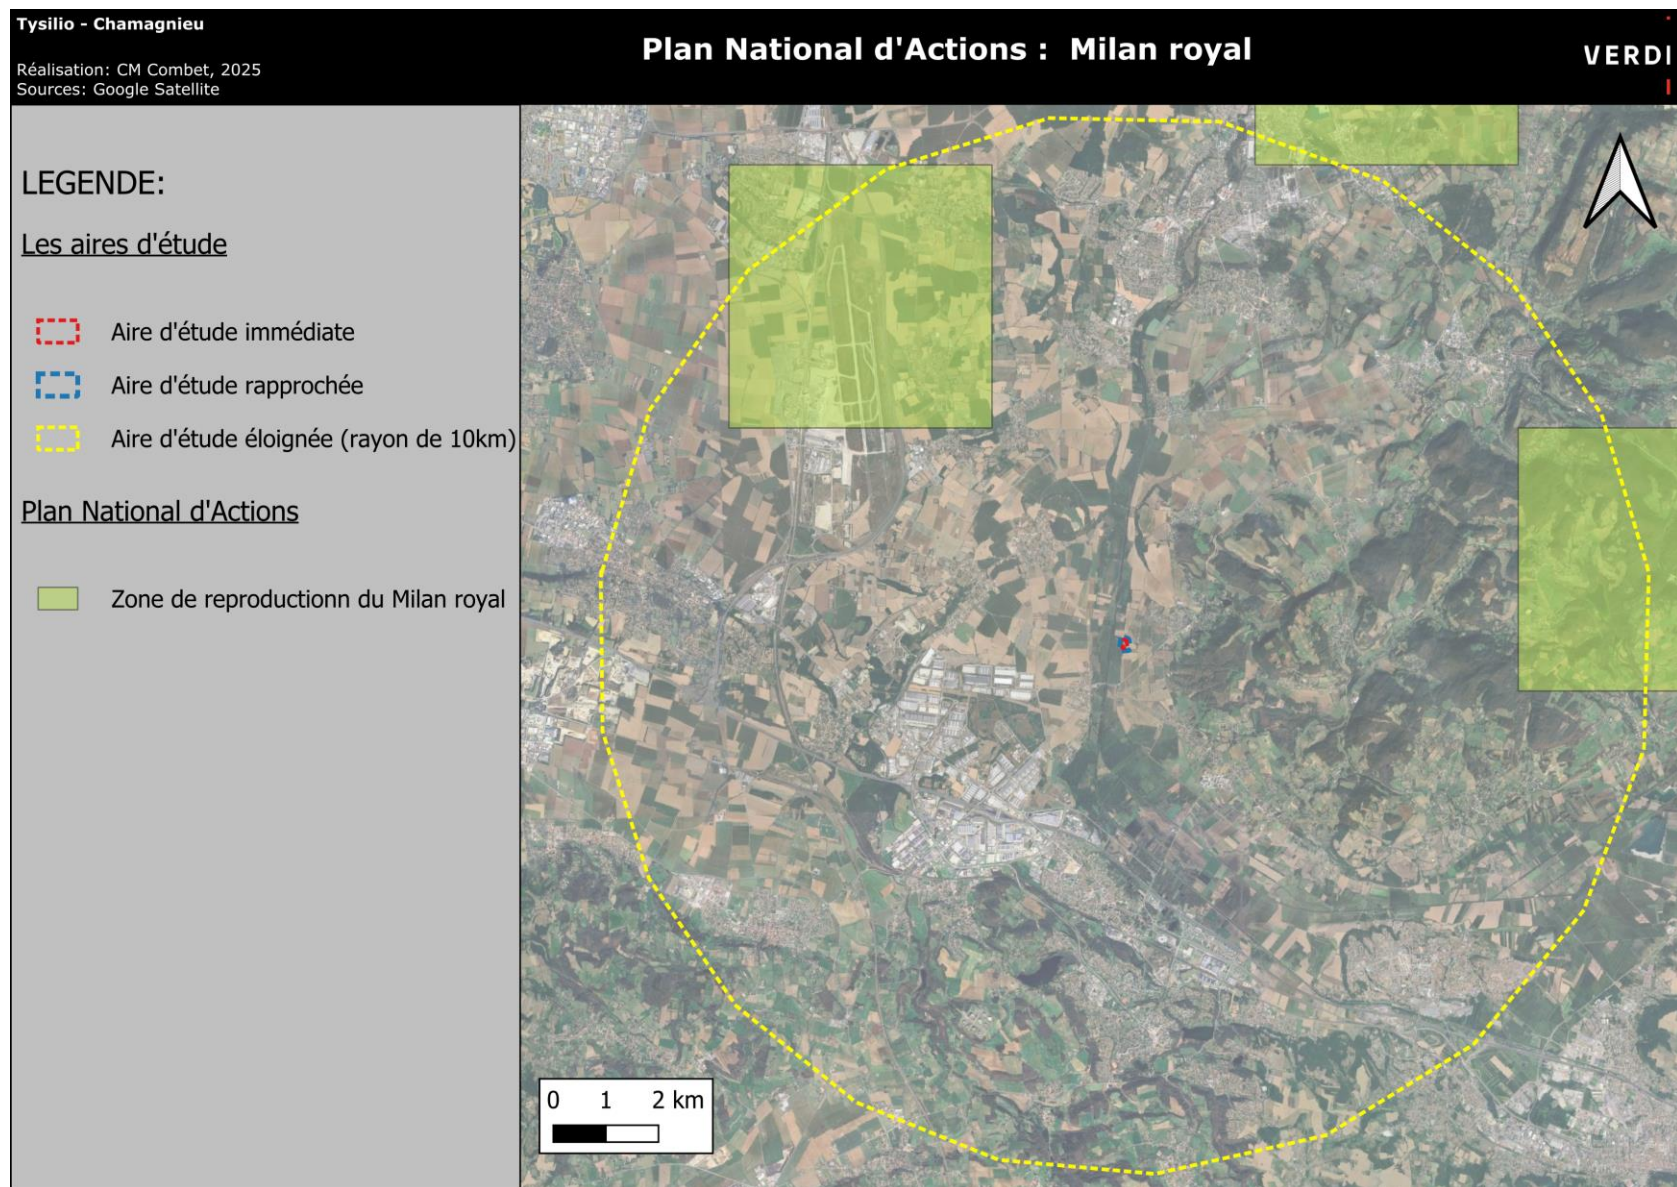 Tysilio - Chamagnieu
Réalisation: CM Combet, 2025
Sources: Google Satellite
Plan National d'Actions : Milan royal
VERDI
LEGENDE:
Les aires d'étude
Aire d'étude immédiate
Aire d'étude rapprochée
Aire d'étude éloignée (rayon de 10km)
Plan National d'Actions
Zone de reproductionn du Milan royal
0 1 2 km